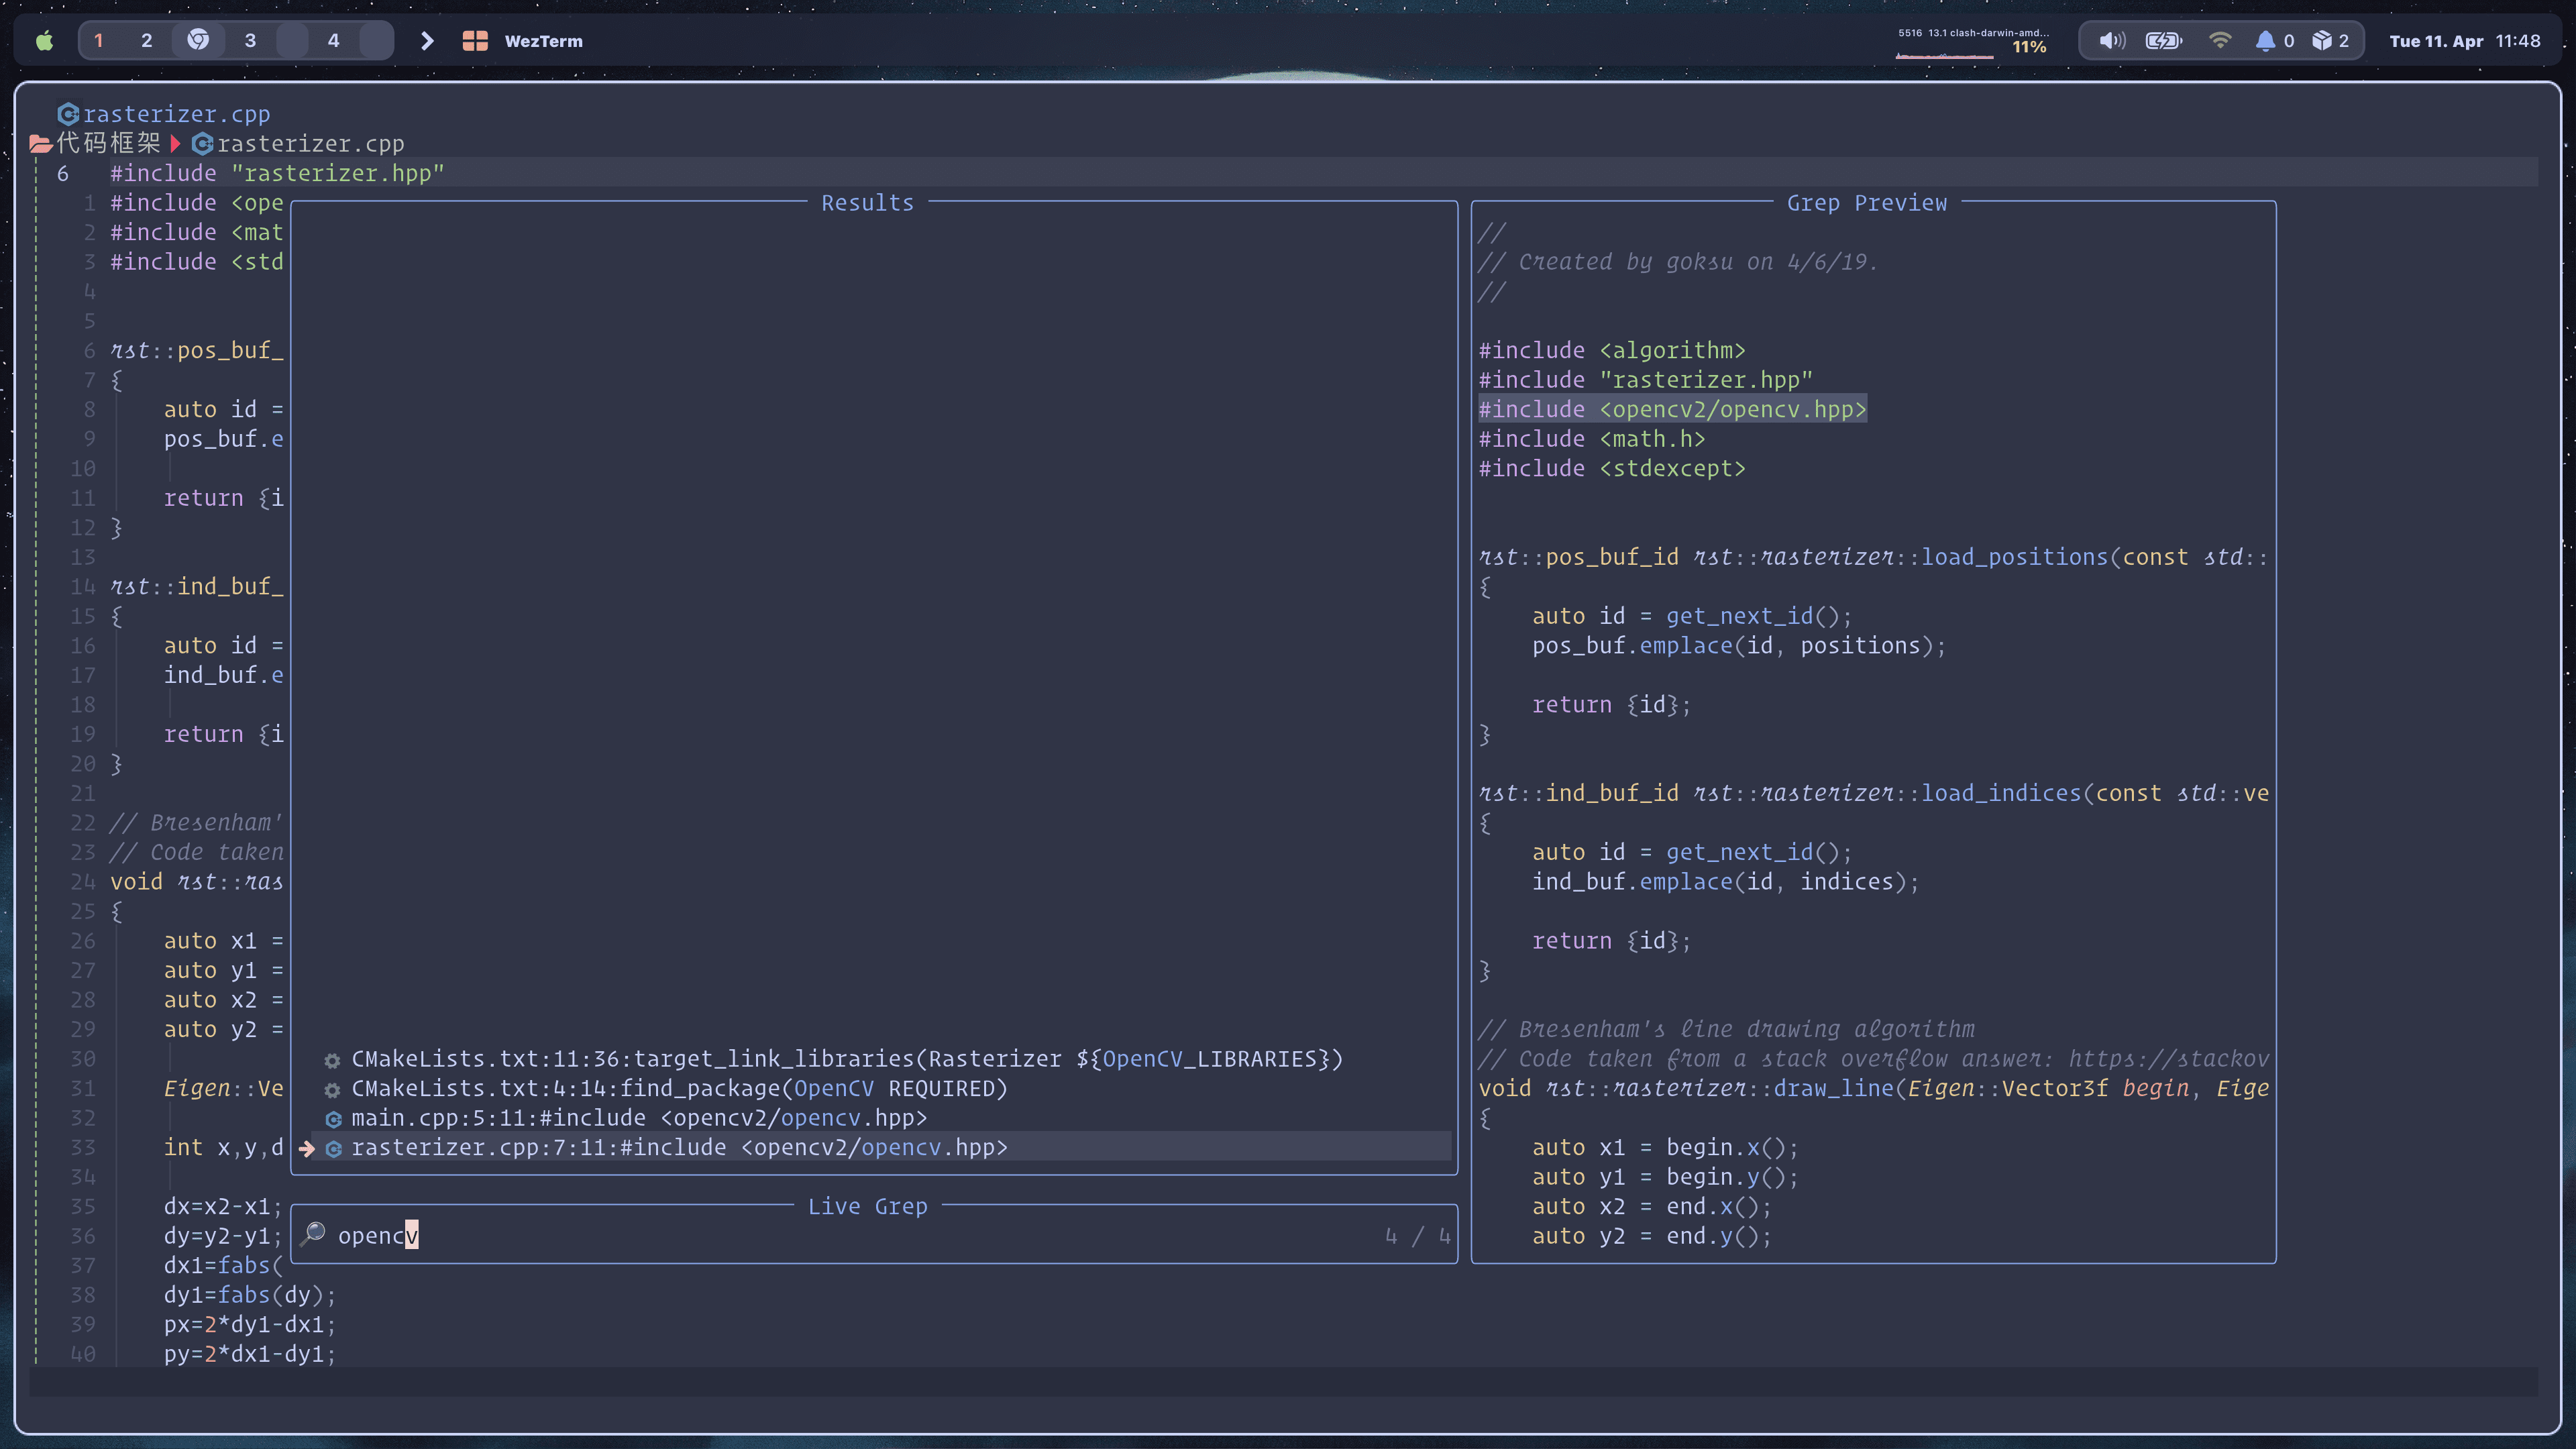 1 2 3 4 WezTerm
5516 13.1 clash-darwin-amd...
11%
0 2 Tue 11. Apr 11:48
rasterizer.cpp
代码框架 rasterizer.cpp
6 #include "rasterizer.hpp"
1 #include <ope
2 #include <mat
3 #include <std
4
5
6 rst::pos_buf_
7 {
8 auto id =
9 pos_buf.e
10
11 return {i
12 }
13
14 rst::ind_buf_
15 {
16 auto id =
17 ind_buf.e
18
19 return {i
20 }
21
22 // Bresenham'
23 // Code taken
24 void rst::ras
25 {
26 auto x1 =
27 auto y1 =
28 auto x2 =
29 auto y2 =
30
31 Eigen::Ve
32
33 int x,y,d
34
35 dx=x2-x1;
36 dy=y2-y1;
37 dx1=fabs(
38 dy1=fabs(dy);
39 px=2*dy1-dx1;
40 py=2*dx1-dy1;
Results
CMakeLists.txt:11:36:target_link_libraries(Rasterizer ${OpenCV_LIBRARIES})
CMakeLists.txt:4:14:find_package(OpenCV REQUIRED)
main.cpp:5:11:#include <opencv2/opencv.hpp>
rasterizer.cpp:7:11:#include <opencv2/opencv.hpp>
Live Grep
opencv 4 / 4
Grep Preview
//
// Created by goksu on 4/6/19.
//
#include <algorithm>
#include "rasterizer.hpp"
#include <opencv2/opencv.hpp>
#include <math.h>
#include <stdexcept>
rst::pos_buf_id rst::rasterizer::load_positions(const std::
{
auto id = get_next_id();
pos_buf.emplace(id, positions);
return {id};
}
rst::ind_buf_id rst::rasterizer::load_indices(const std::ve
{
auto id = get_next_id();
ind_buf.emplace(id, indices);
return {id};
}
// Bresenham's line drawing algorithm
// Code taken from a stack overflow answer: https://stackov
void rst::rasterizer::draw_line(Eigen::Vector3f begin, Eige
{
auto x1 = begin.x();
auto y1 = begin.y();
auto x2 = end.x();
auto y2 = end.y();